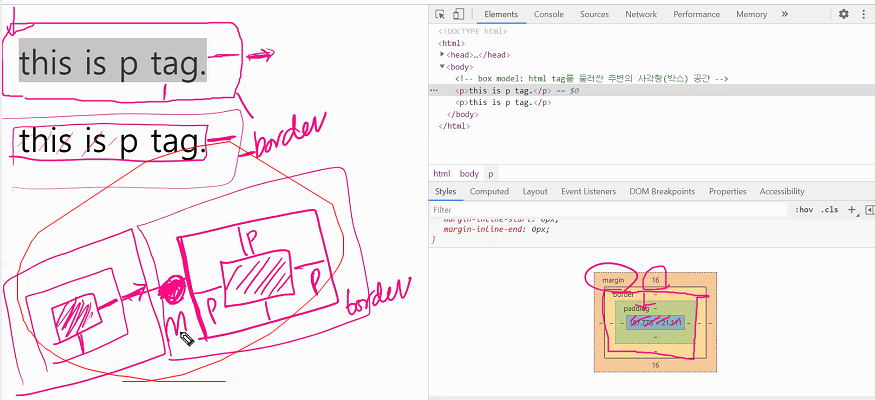 this is p tag.
this is p tag.
border
P
P
P
M
border
Elements Console Sources Network Performance Memory »
<!DOCTYPE html>
<html>
<head>…</head>
<body>
<!-- box model: html tag를 둘러싼 주변의 사각형(박스) 공간 -->
<p>this is p tag.</p> == $0
<p>this is p tag.</p>
</body>
</html>
html body p
Styles Computed Layout Event Listeners DOM Breakpoints Properties Accessibility
Filter :hov .cls +
margin-inline-start: 0px;
margin-inline-end: 0px;
}
margin 16
border –
padding –
–
–
16